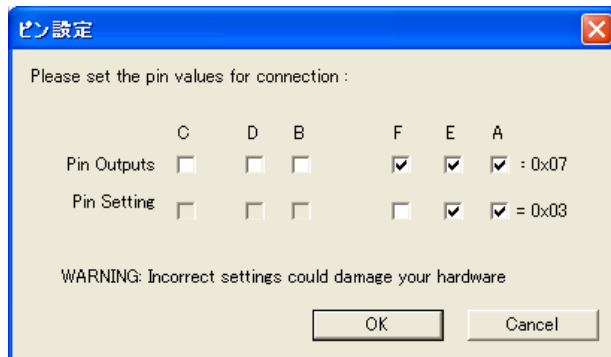 ピン設定
Please set the pin values for connection :
C D B F E A
Pin Outputs : 0x07
Pin Setting = 0x03
WARNING: Incorrect settings could damage your hardware
OK Cancel